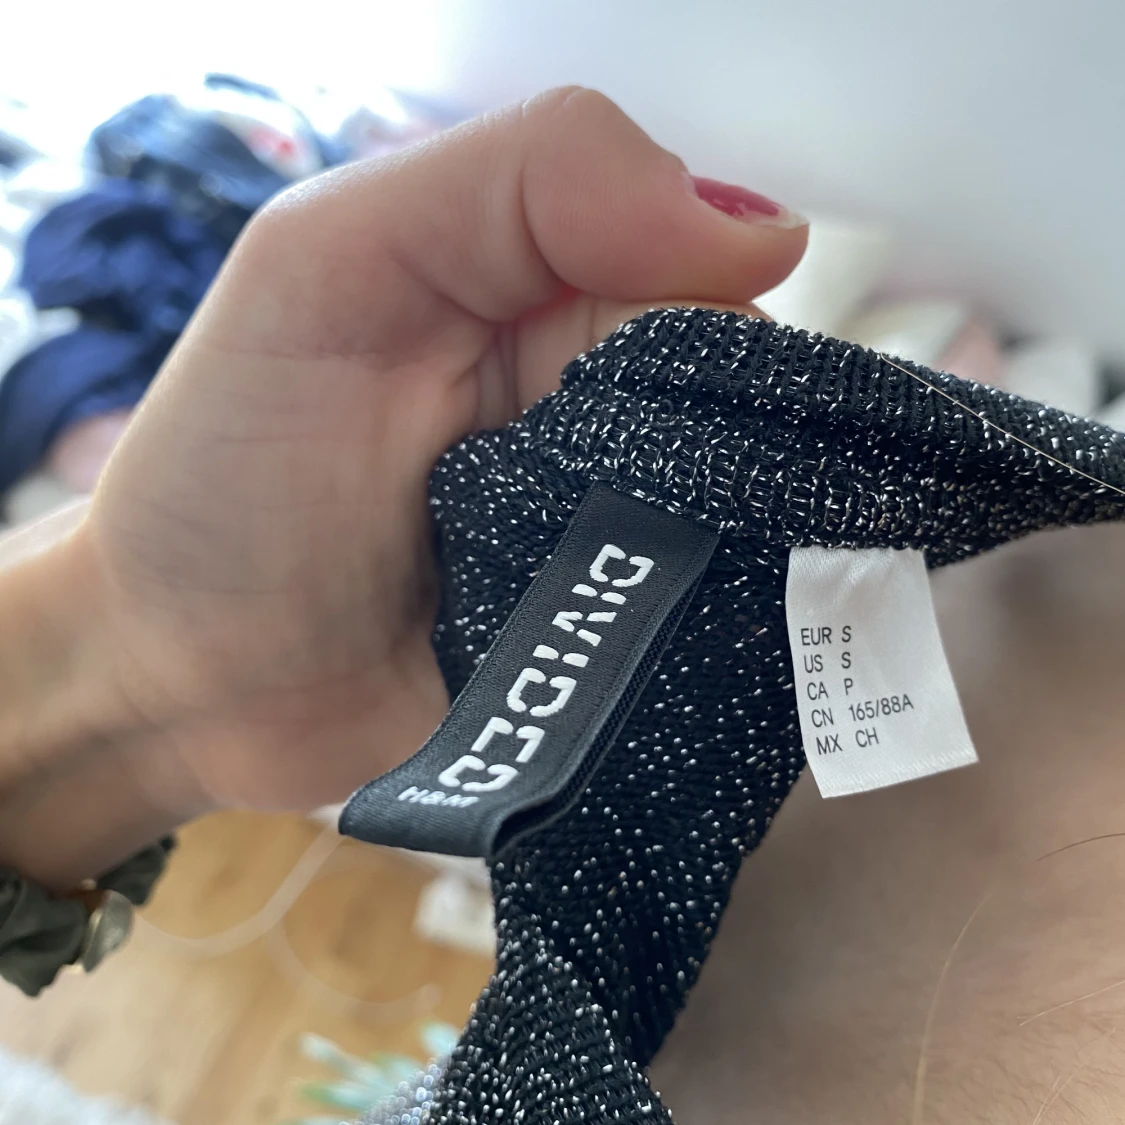 DIVIDED
H&M
EUR S
US S
CA P
CN 165/88A
MX CH